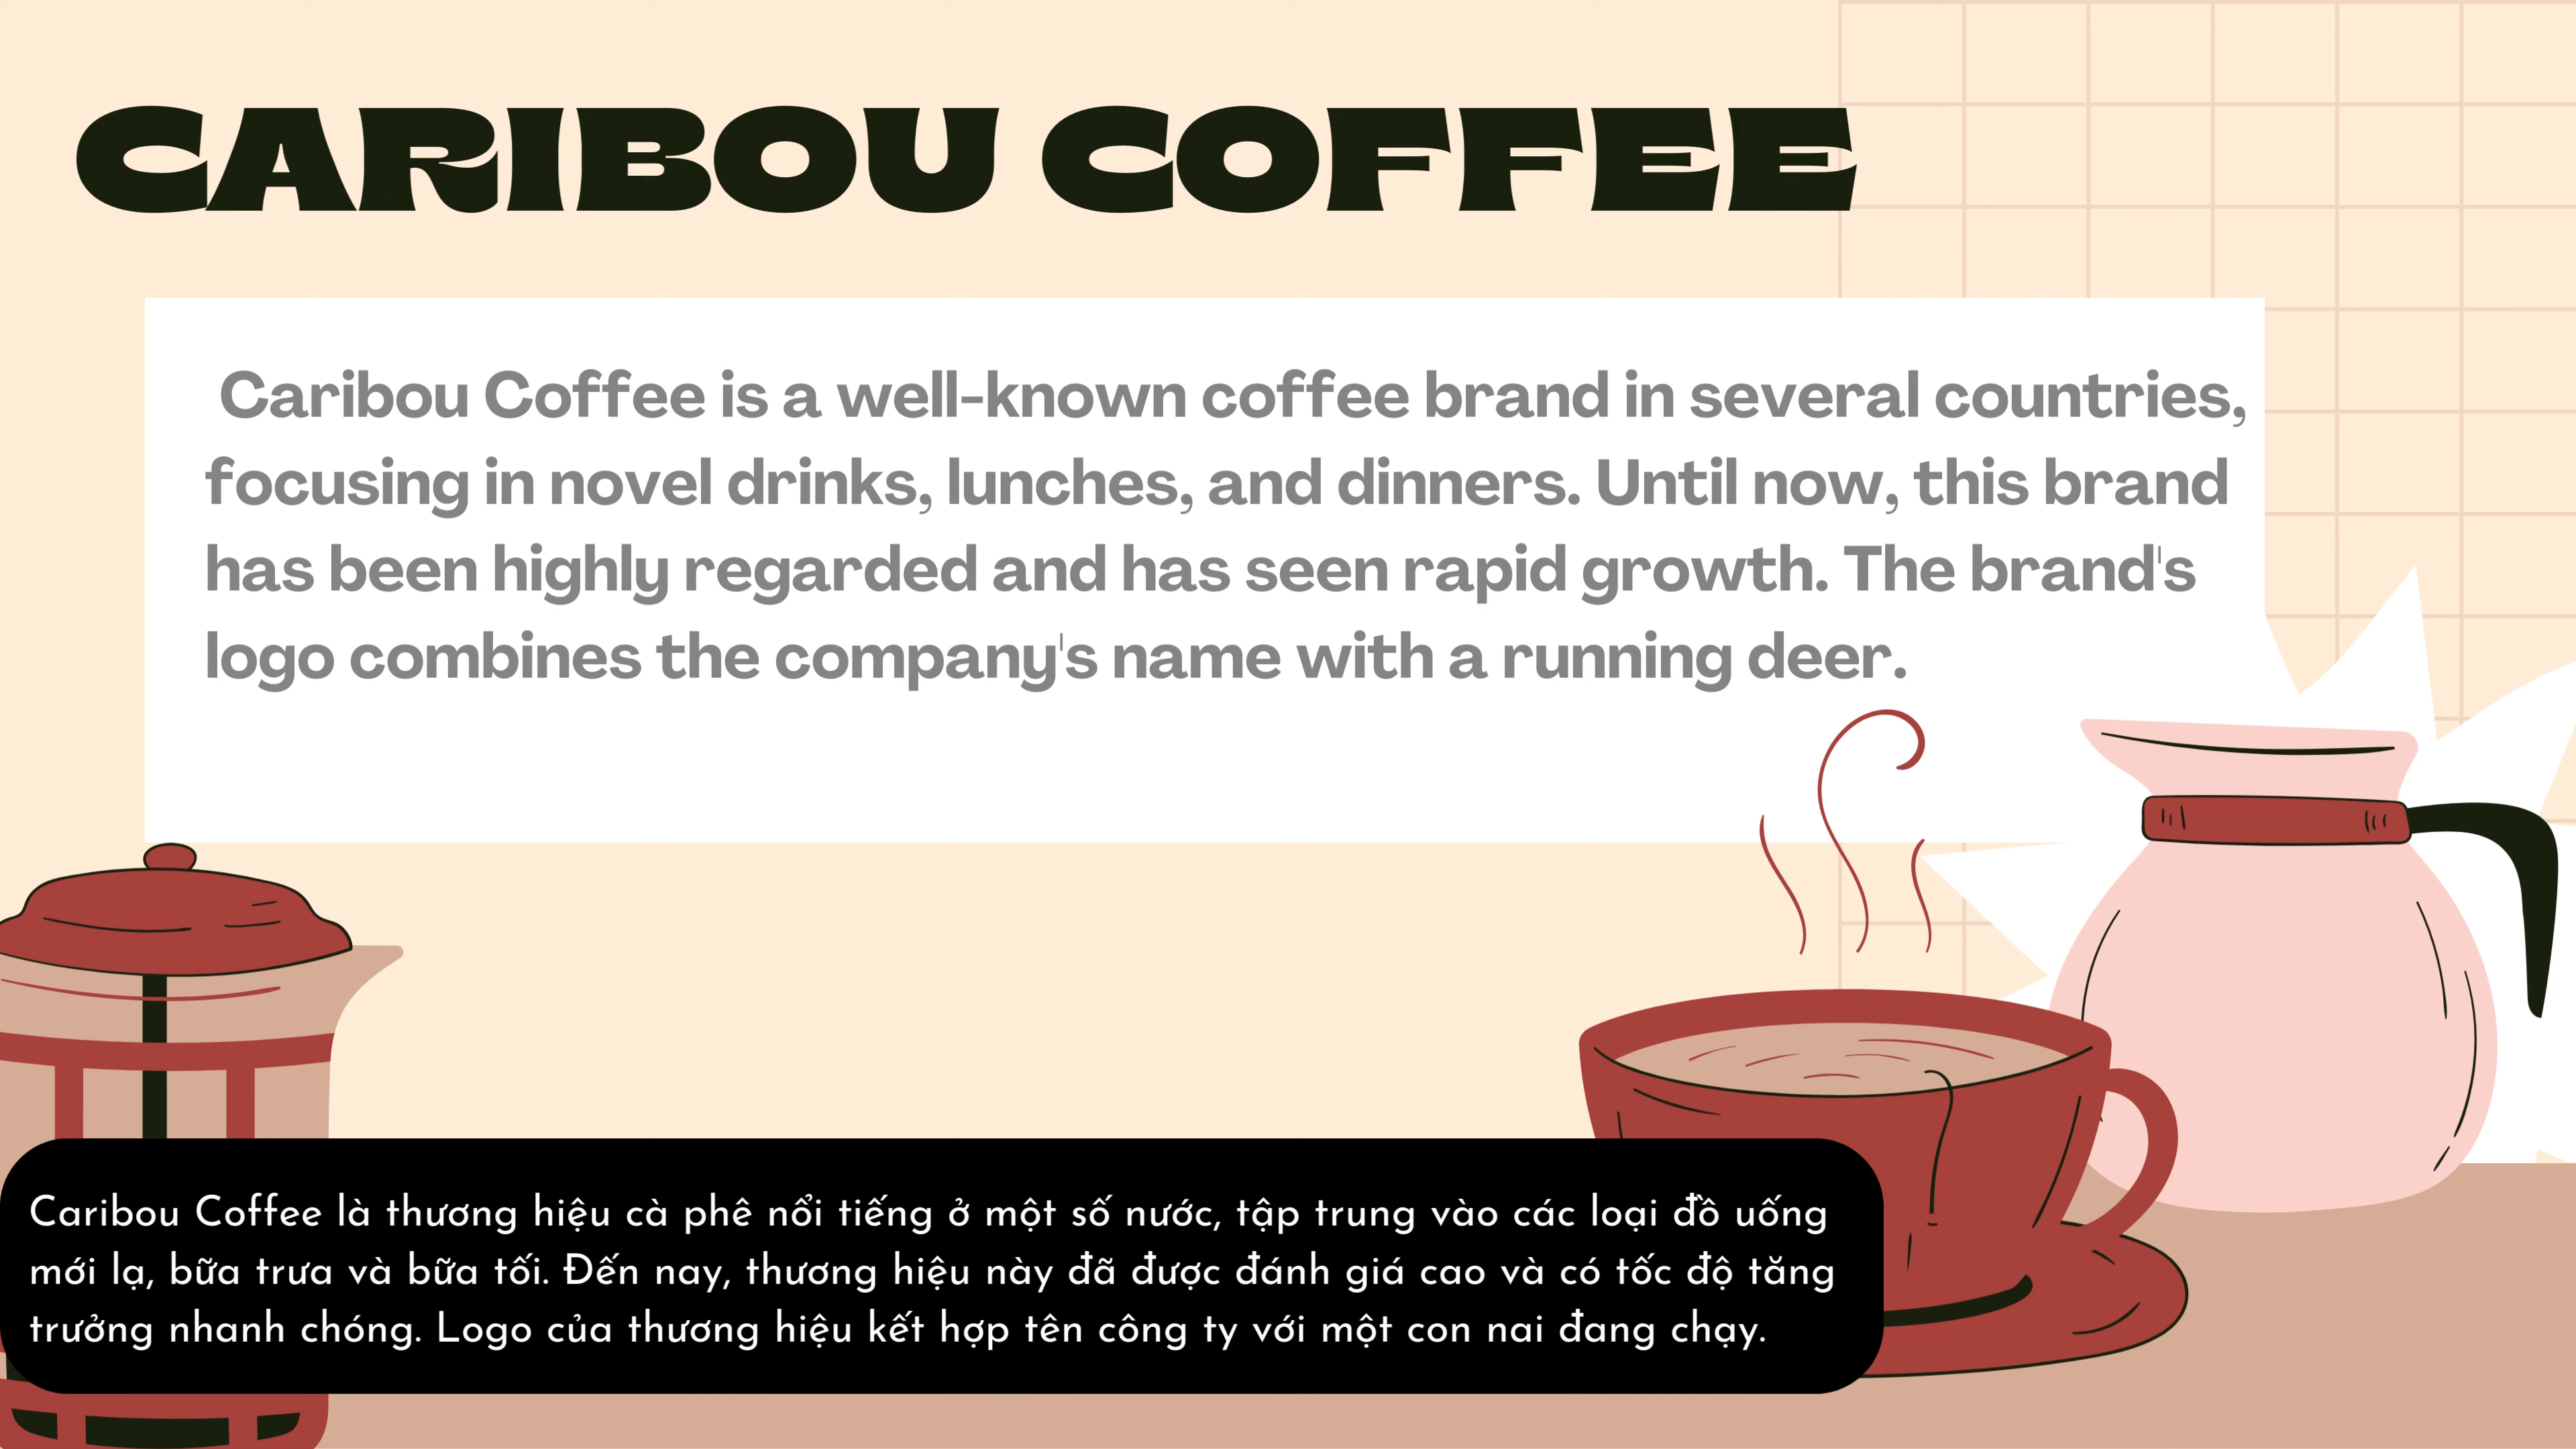 CARIBOU COFFEE
Caribou Coffee is a well-known coffee brand in several countries,
focusing in novel drinks, lunches, and dinners. Until now, this brand
has been highly regarded and has seen rapid growth. The brand's
logo combines the company's name with a running deer.
Caribou Coffee là thương hiệu cà phê nổi tiếng ở một số nước, tập trung vào các loại đồ uống
mới lạ, bữa trưa và bữa tối. Đến nay, thương hiệu này đã được đánh giá cao và có tốc độ tăng
trưởng nhanh chóng. Logo của thương hiệu kết hợp tên công ty với một con nai đang chạy.